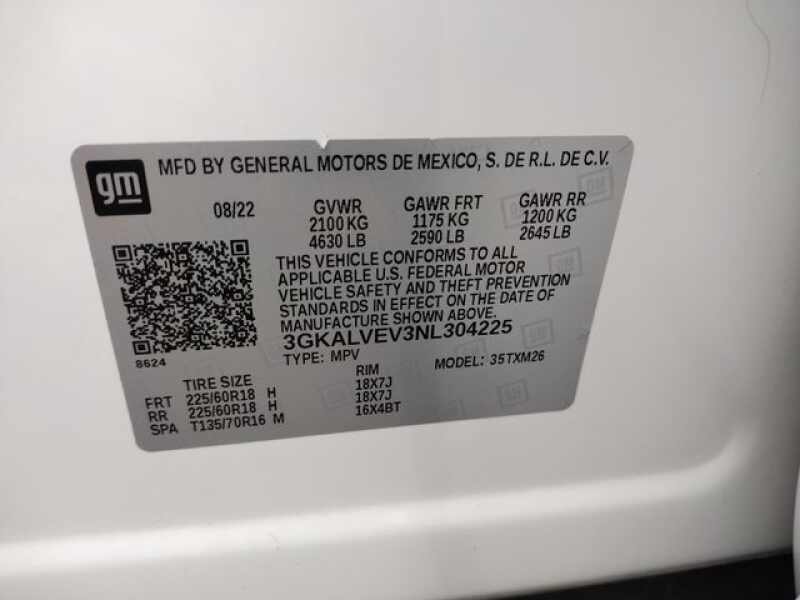 gm
MFD BY GENERAL MOTORS DE MEXICO, S. DE R.L. DE C.V.
08/22 GVWR GAWR FRT GAWR RR
2100 KG 1175 KG 1200 KG
4630 LB 2590 LB 2645 LB
THIS VEHICLE CONFORMS TO ALL
APPLICABLE U.S. FEDERAL MOTOR
VEHICLE SAFETY AND THEFT PREVENTION
STANDARDS IN EFFECT ON THE DATE OF
MANUFACTURE SHOWN ABOVE.
3GKALVEV3NL304225
8624
TYPE: MPV MODEL: 35TXM26
TIRE SIZE RIM
FRT 225/60R18 H 18X7J
RR 225/60R18 H 18X7J
SPA T135/70R16 M 16X4BT